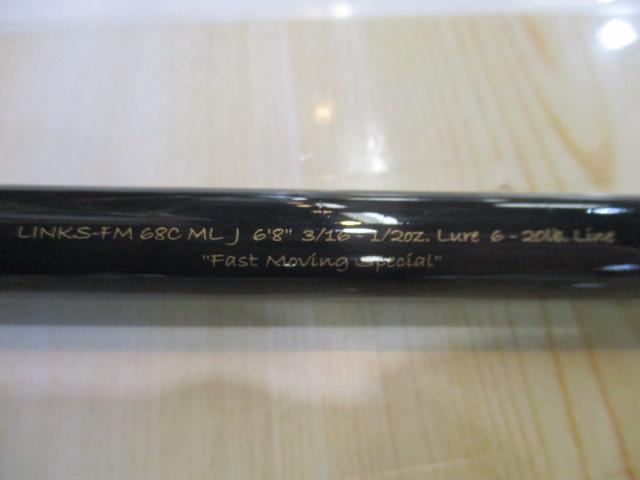 LINKS-FM 68C ML J 6'8" 3/16 - 1/2oz. Lure 6 - 20lb. Line
"Fast Moving Special"